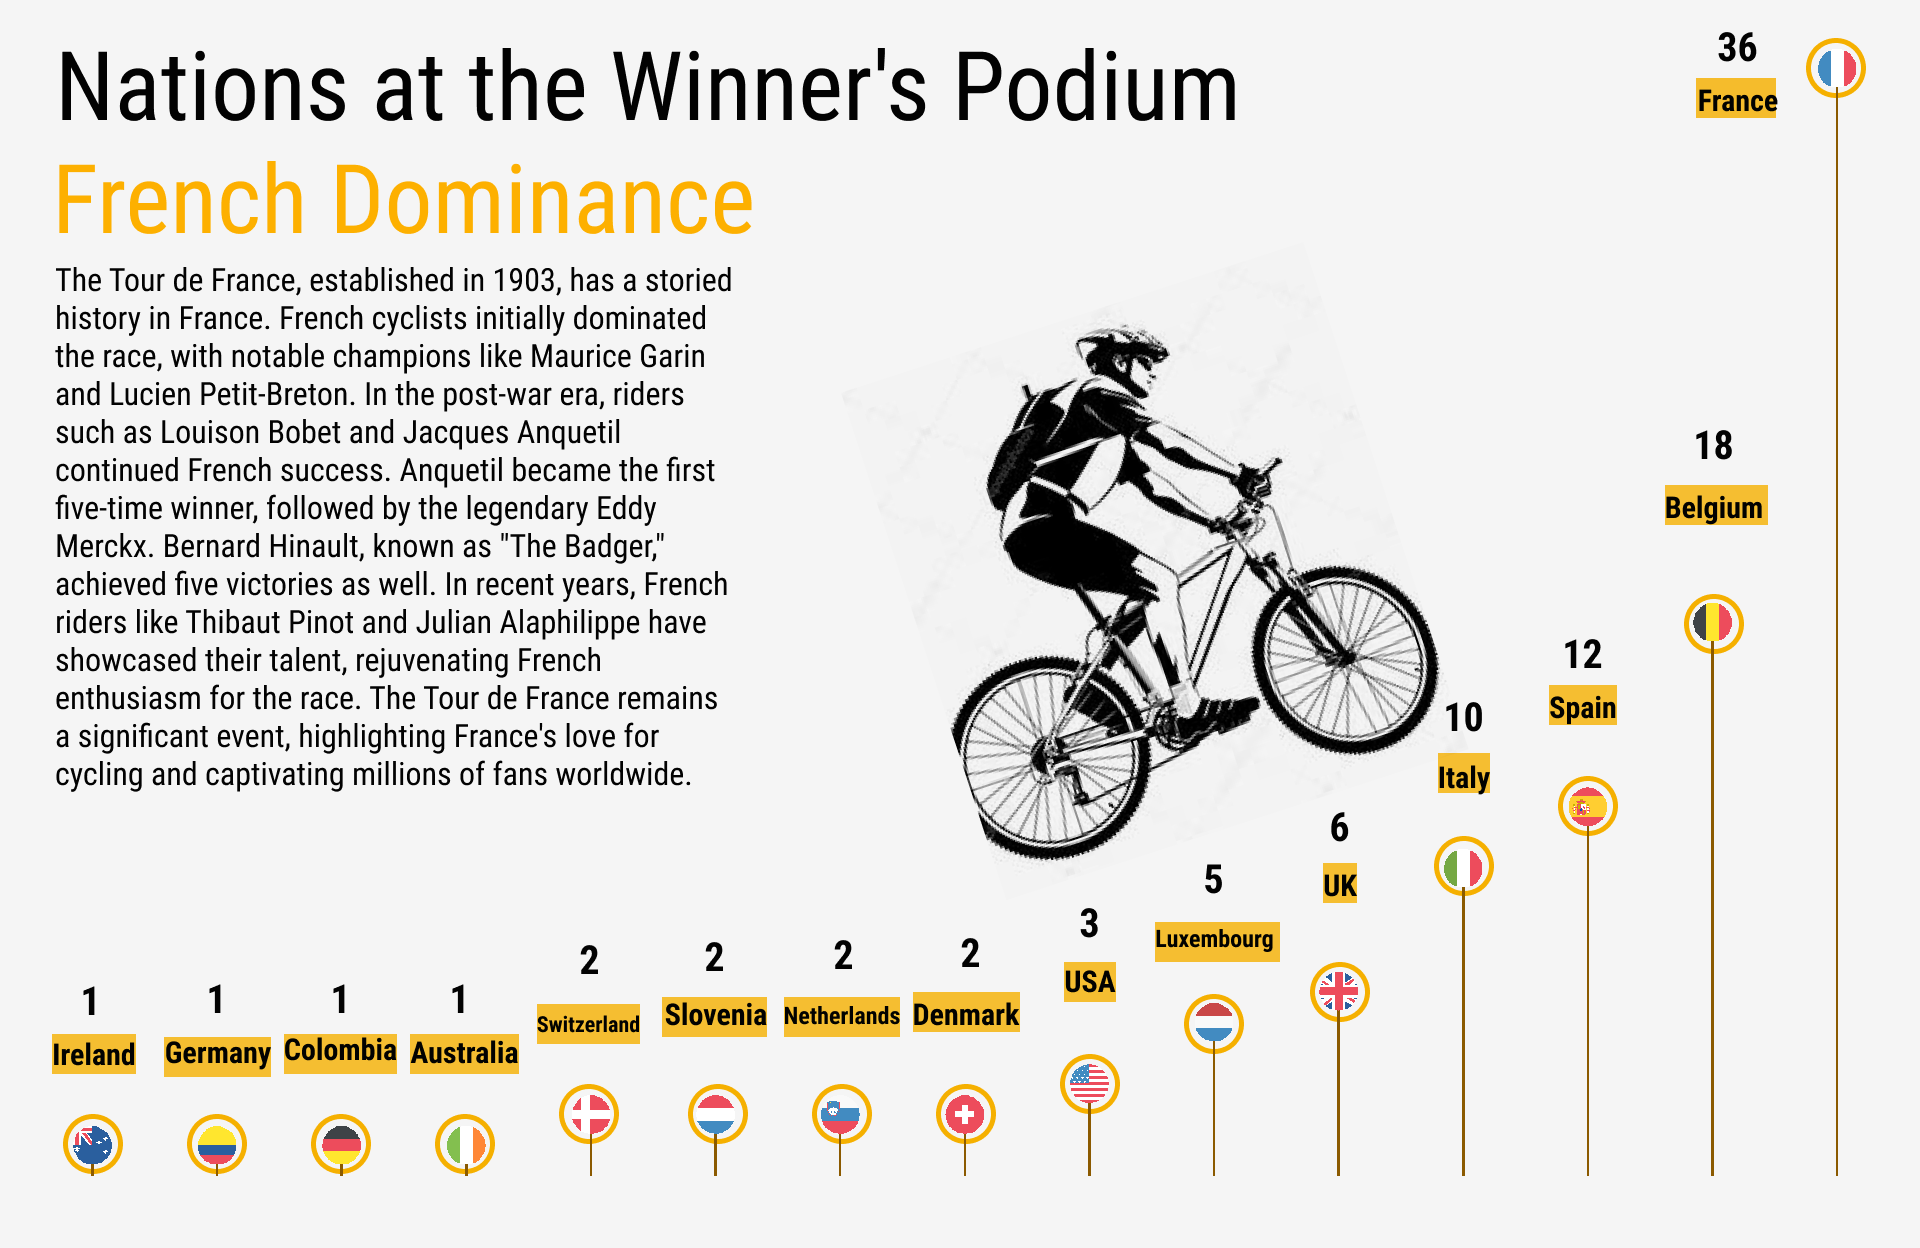 Nations at the Winner's Podium
French Dominance
The Tour de France, established in 1903, has a storied
history in France. French cyclists initially dominated
the race, with notable champions like Maurice Garin
and Lucien Petit-Breton. In the post-war era, riders
such as Louison Bobet and Jacques Anquetil
continued French success. Anquetil became the first
five-time winner, followed by the legendary Eddy
Merckx. Bernard Hinault, known as "The Badger,"
achieved five victories as well. In recent years, French
riders like Thibaut Pinot and Julian Alaphilippe have
showcased their talent, rejuvenating French
enthusiasm for the race. The Tour de France remains
a significant event, highlighting France's love for
cycling and captivating millions of fans worldwide.
1
Ireland
1
Germany
1
Colombia
1
Australia
2
Switzerland
2
Slovenia
2
Netherlands
2
Denmark
3
USA
5
Luxembourg
6
UK
10
Italy
12
Spain
18
Belgium
36
France